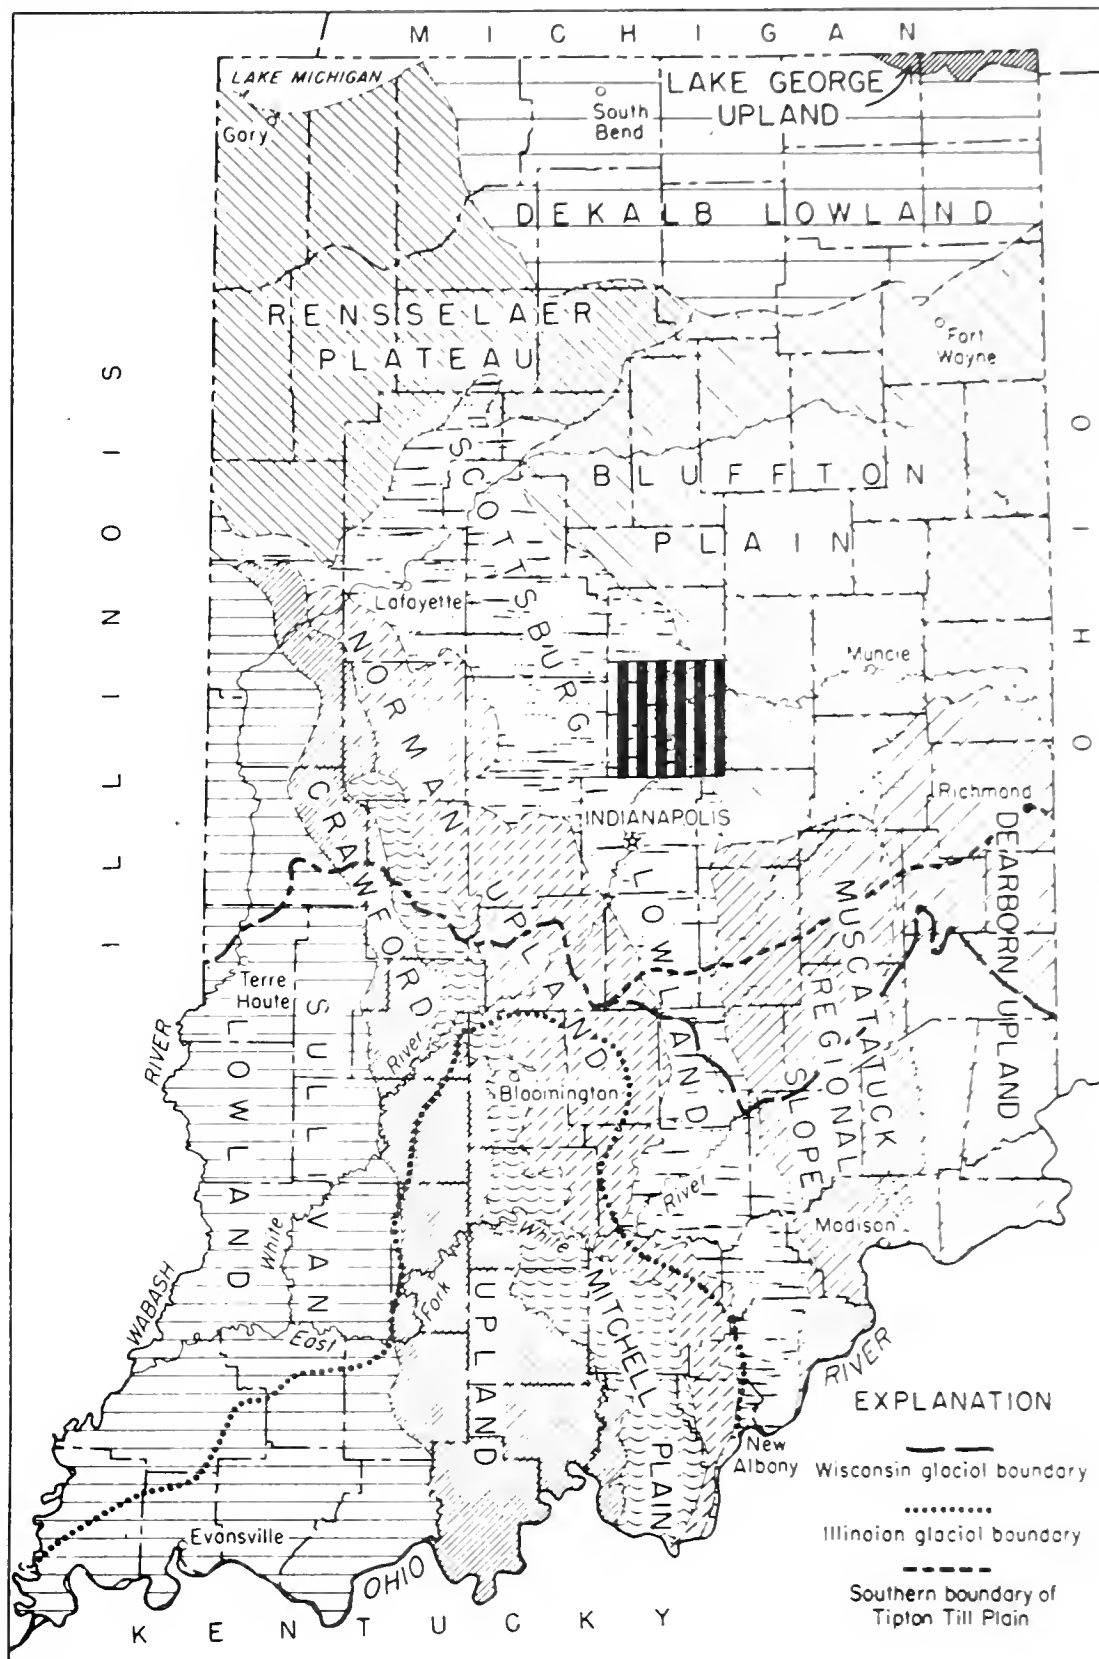 MICHIGAN
LAKE MICHIGAN
LAKE GEORGE
UPLAND
South
Bend
Gary
DEKALB LOWLAND
RENSSELAER
PLATEAU
Fort
Wayne
ILLINOIS
OHIO
BLUFFTON
PLAIN
SCOTTSBURG
LOWLAND
Lafayette
NORMAN
UPLAND
Muncie
CRAWFORD
UPLAND
Richmond
INDIANAPOLIS
DEARBORN UPLAND
MUSCATATUCK
REGIONAL
SLOPE
Terre
Haute
SULLIVAN
LOWLAND
RIVER
WABASH
River
Bloomington
White
River
White
Fork
East
Madison
MITCHELL PLAIN
RIVER
OHIO
New
Albony
Evansville
KENTUCKY
EXPLANATION
Wisconsin glacial boundary
Illinoian glacial boundary
Southern boundary of
Tipton Till Plain